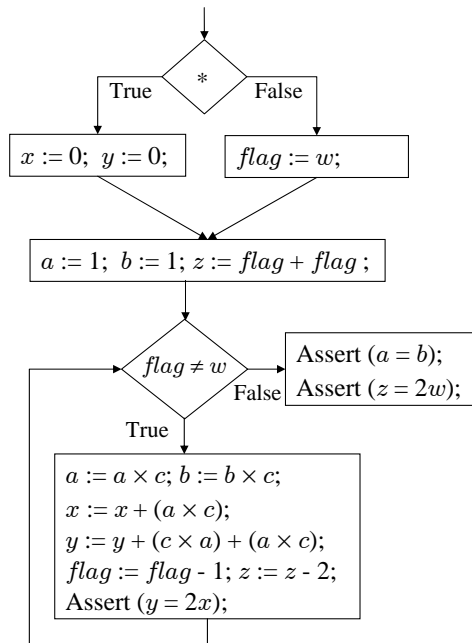 *
True
False
x := 0; y := 0;
flag := w;
a := 1; b := 1; z := flag + flag ;
flag ≠ w
False
Assert (a = b);
Assert (z = 2w);
True
a := a × c; b := b × c;
x := x + (a × c);
y := y + (c × a) + (a × c);
flag := flag - 1; z := z - 2;
Assert (y = 2x);